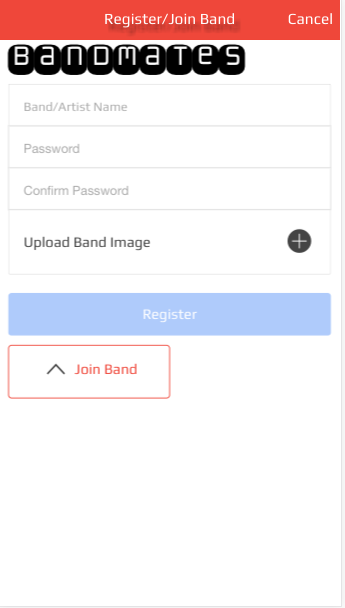 Register/Join Band Cancel
BanDmaTeS
Band/Artist Name
Password
Confirm Password
Upload Band Image
Register
Join Band